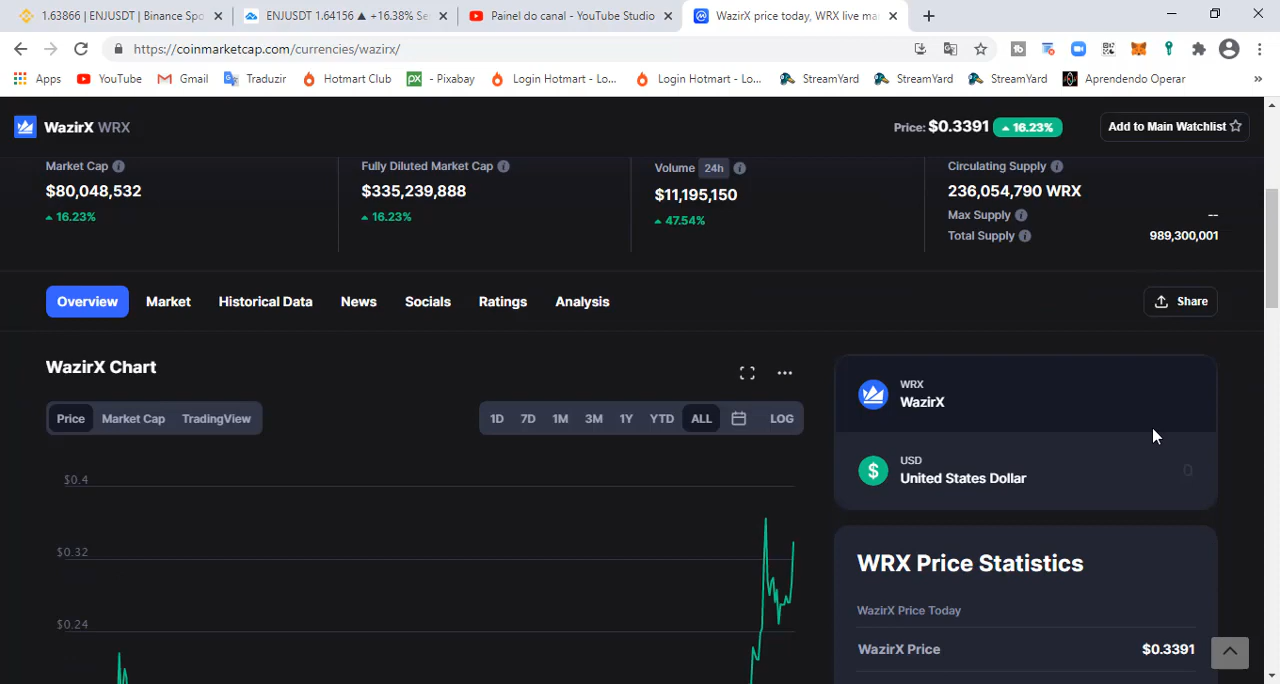 1.63866 | ENJUSDT | Binance Spo
ENJUSDT 1.64156 ▲ +16.38% Se
Painel do canal - YouTube Studio
WazirX price today, WRX live ma
https://coinmarketcap.com/currencies/wazirx/
Apps
YouTube
Gmail
Traduzir
Hotmart Club
- Pixabay
Login Hotmart - Lo...
Login Hotmart - Lo...
StreamYard
StreamYard
StreamYard
Aprendendo Operar
WazirX WRX
Price: $0.3391 16.23%
Add to Main Watchlist
Market Cap
$80,048,532
16.23%
Fully Diluted Market Cap
$335,239,888
16.23%
Volume 24h
$11,195,150
47.54%
Circulating Supply
236,054,790 WRX
Max Supply --
Total Supply 989,300,001
Overview
Market
Historical Data
News
Socials
Ratings
Analysis
Share
WazirX Chart
Price
Market Cap
TradingView
1D
7D
1M
3M
1Y
YTD
ALL
LOG
$0.4
$0.32
$0.24
WRX
WazirX
USD
United States Dollar
0
WRX Price Statistics
WazirX Price Today
WazirX Price $0.3391